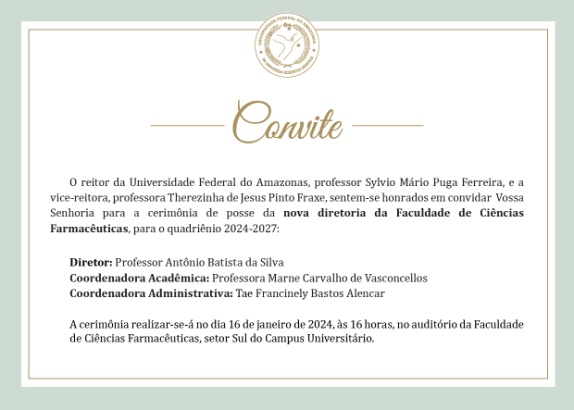 UNIVERSIDADE FEDERAL DO AMAZONAS
Convite
O reitor da Universidade Federal do Amazonas, professor Sylvio Mário Puga Ferreira, e a
vice-reitora, professora Therezinha de Jesus Pinto Fraxe, sentem-se honrados em convidar Vossa
Senhoria para a cerimônia de posse da nova diretoria da Faculdade de Ciências
Farmacêuticas, para o quadriênio 2024-2027:
Diretor: Professor Antônio Batista da Silva
Coordenadora Acadêmica: Professora Marne Carvalho de Vasconcellos
Coordenadora Administrativa: Tae Francinely Bastos Alencar
A cerimônia realizar-se-á no dia 16 de janeiro de 2024, às 16 horas, no auditório da Faculdade
de Ciências Farmacêuticas, setor Sul do Campus Universitário.